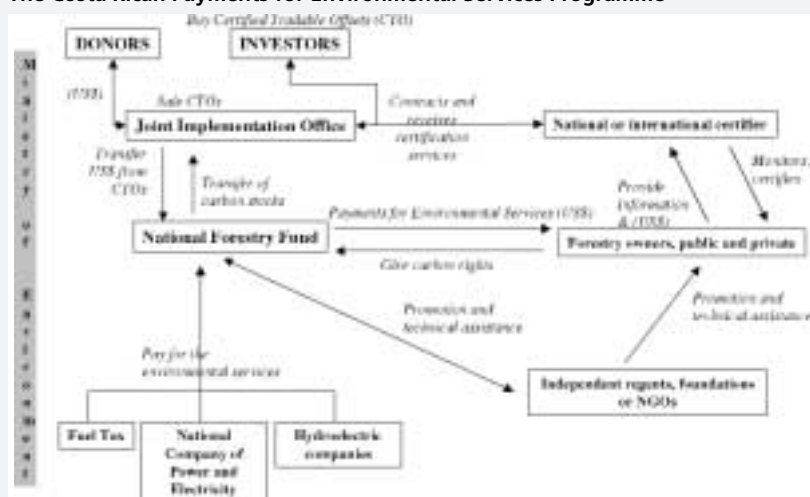 The Costa Rican Payments for Environmental Services Programme
Buy Certified Tradable Offsets (CTO)
DONORS
INVESTORS
(US$)
Sale CTOs
Joint Implementation Office
Contracts and
receives
certification
services
National or international certifier
Transfer
US$ from
CTOs
Transfer of
carbon stocks
Provide
Information
& (US$)
Monitors,
certifies
Payments for Environmental Services (US$)
National Forestry Fund
Forestry owners, public and private
Give carbon rights
Promotion and
technical assistance
Promotion and
technical assistance
Pay for the
environmental services
Independent regents, foundations
or NGOs
Fuel Tax
National
Company of
Power and
Electricity
Hydroelectric
companies
Ministry of Environment